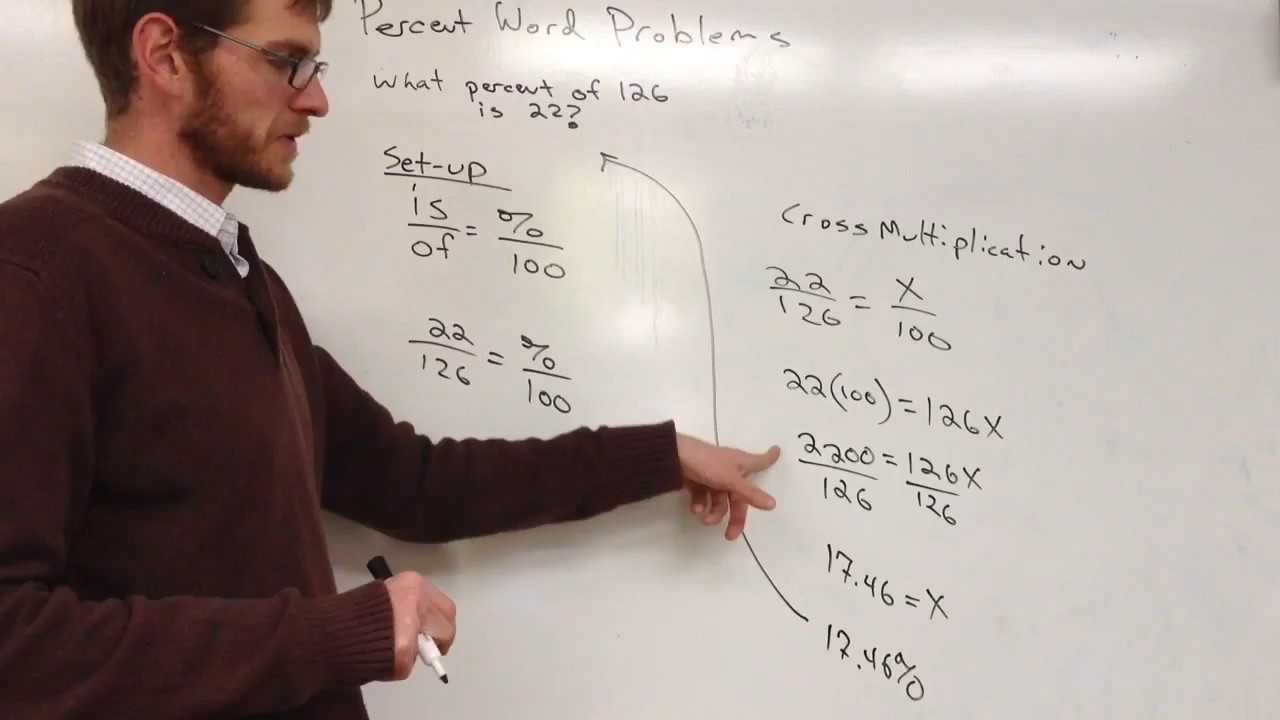 Percent Word Problems
What percent of 126
is 22?
Set-up
is/of = %/100
22/126 = %/100
Cross Multiplication
22/126 = x/100
22(100) = 126x
2200/126 = 126x/126
17.46 = x
17.46%